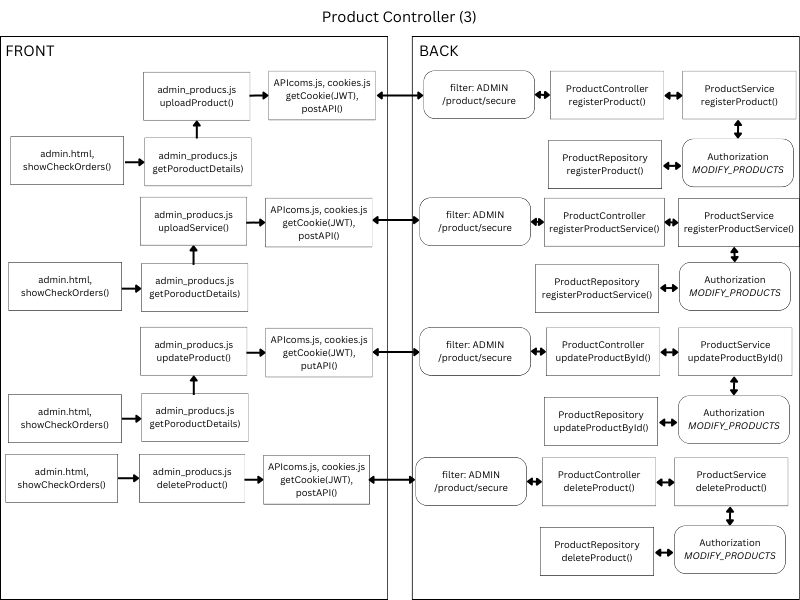 Product Controller (3)
FRONT
BACK
admin_producs.js
uploadProduct()
APIcoms.js, cookies.js
getCookie(JWT),
postAPI()
filter: ADMIN
/product/secure
ProductController
registerProduct()
ProductService
registerProduct()
admin.html,
showCheckOrders()
admin_producs.js
getPoroductDetails)
ProductRepository
registerProduct()
Authorization
MODIFY_PRODUCTS
admin_producs.js
uploadService()
APIcoms.js, cookies.js
getCookie(JWT),
postAPI()
filter: ADMIN
/product/secure
ProductController
registerProductService()
ProductService
registerProductService()
admin.html,
showCheckOrders()
admin_producs.js
getPoroductDetails)
ProductRepository
registerProductService()
Authorization
MODIFY_PRODUCTS
admin_producs.js
updateProduct()
APIcoms.js, cookies.js
getCookie(JWT),
putAPI()
filter: ADMIN
/product/secure
ProductController
updateProductById()
ProductService
updateProductById()
admin.html,
showCheckOrders()
admin_producs.js
getPoroductDetails)
ProductRepository
updateProductById()
Authorization
MODIFY_PRODUCTS
admin.html,
showCheckOrders()
admin_producs.js
deleteProduct()
APIcoms.js, cookies.js
getCookie(JWT),
postAPI()
filter: ADMIN
/product/secure
ProductController
deleteProduct()
ProductService
deleteProduct()
ProductRepository
deleteProduct()
Authorization
MODIFY_PRODUCTS